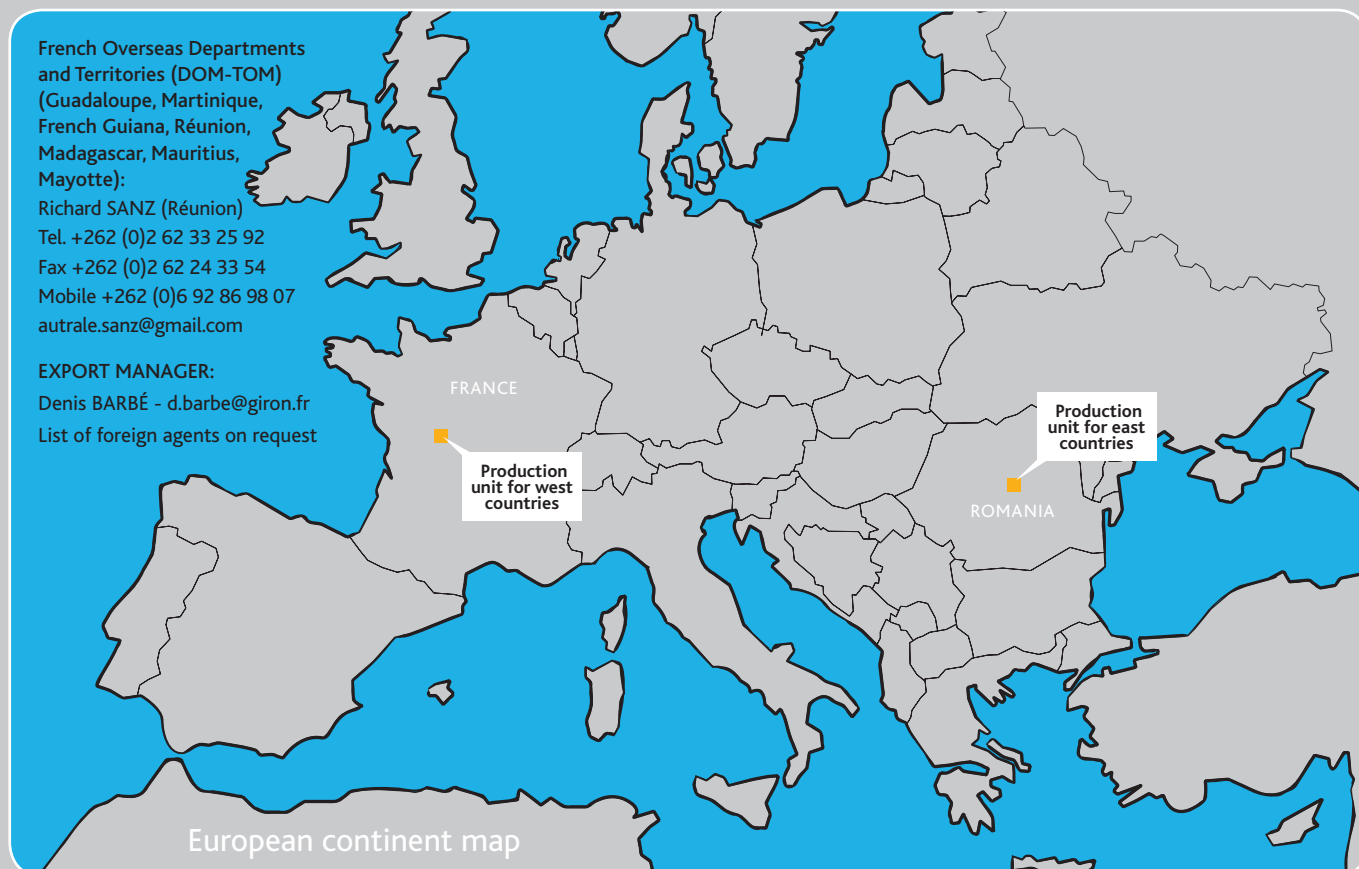 French Overseas Departments
and Territories (DOM-TOM)
(Guadaloupe, Martinique,
French Guiana, Réunion,
Madagascar, Mauritius,
Mayotte):
Richard SANZ (Réunion)
Tel. +262 (0)2 62 33 25 92
Fax +262 (0)2 62 24 33 54
Mobile +262 (0)6 92 86 98 07
autrale.sanz@gmail.com
EXPORT MANAGER:
Denis BARBÉ - d.barbe@giron.fr
List of foreign agents on request
FRANCE
Production
unit for west
countries
Production
unit for east
countries
ROMANIA
European continent map